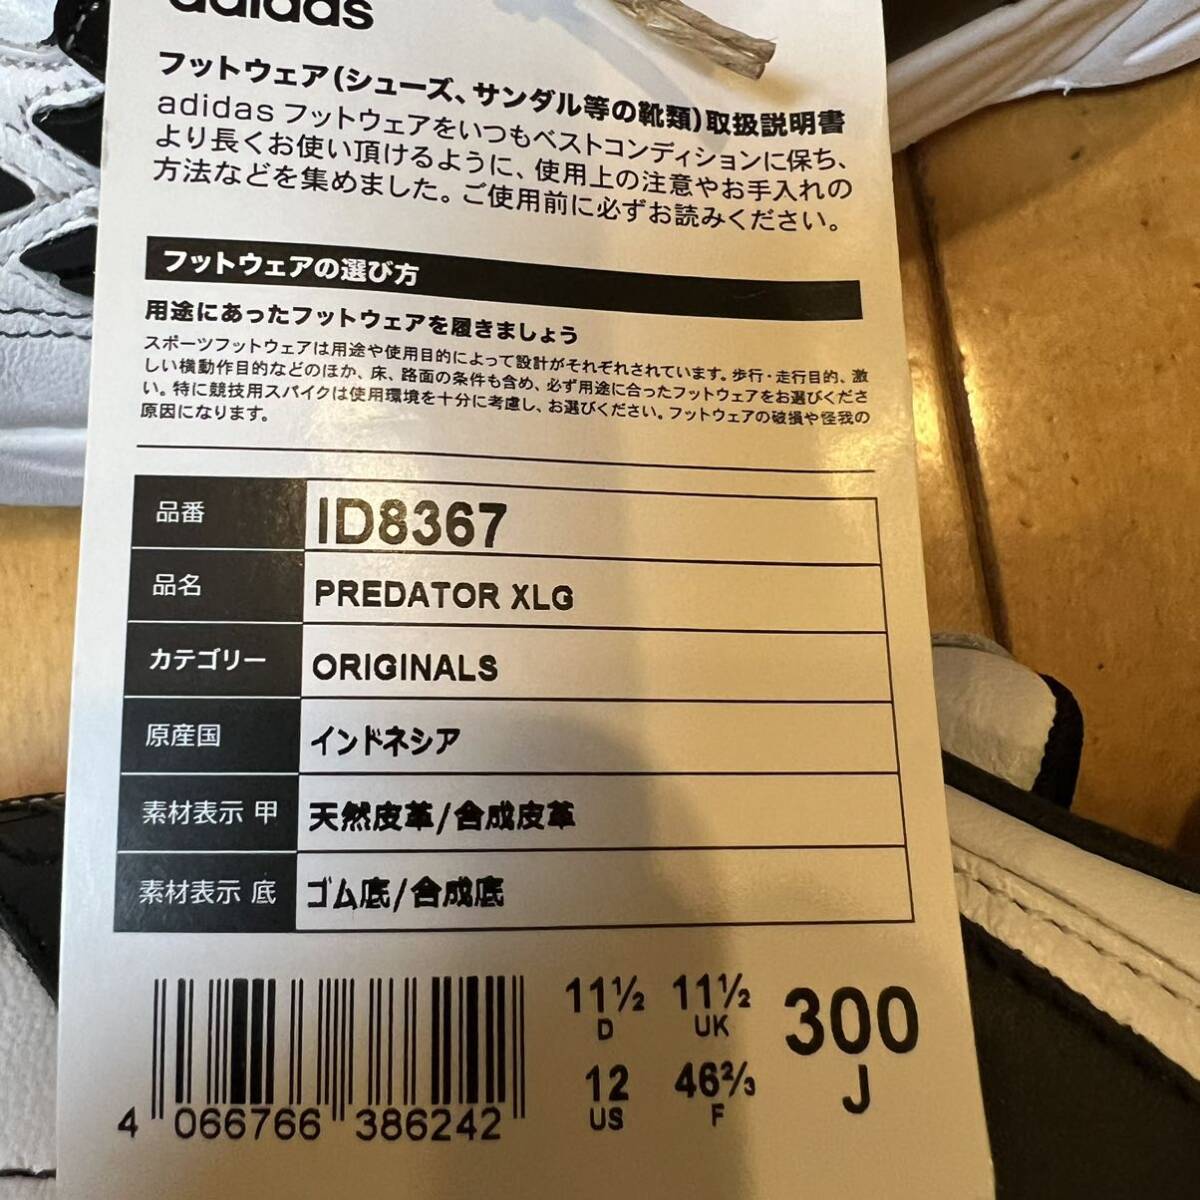 adidas
フットウェア(シューズ、サンダル等の靴類)取扱説明書
adidas フットウェアをいつもベストコンディションに保ち、
より長くお使い頂けるように、使用上の注意やお手入れの
方法などを集めました。ご使用前に必ずお読みください。
フットウェアの選び方
用途にあったフットウェアを履きましょう
スポーツフットウェアは用途や使用目的によって設計がそれぞれされています。歩行・走行目的、激
しい横動作目的などのほか、床、路面の条件も含め、必ず用途に合ったフットウェアをお選びくださ
い。特に競技用スパイクは使用環境を十分に考慮し、お選びください。フットウェアの破損や怪我の
原因になります。
品番 ID8367
品名 PREDATOR XLG
カテゴリー ORIGINALS
原産国 インドネシア
素材表示 甲 天然皮革/合成皮革
素材表示 底 ゴム底/合成底
11½ 11½ 300
D UK J
12 46⅔
US F
4 066766 386242